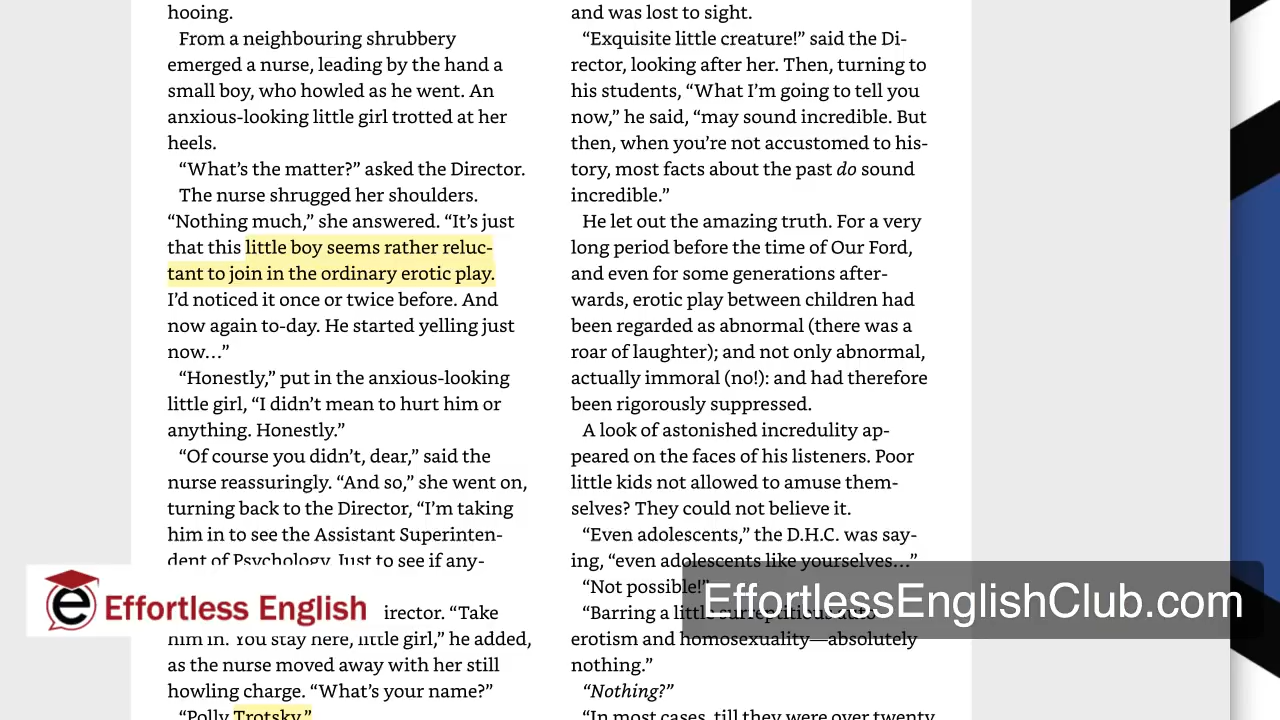 hooing.
From a neighbouring shrubbery
emerged a nurse, leading by the hand a
small boy, who howled as he went. An
anxious-looking little girl trotted at her
heels.
“What’s the matter?” asked the Director.
The nurse shrugged her shoulders.
“Nothing much,” she answered. “It’s just
that this little boy seems rather reluc-
tant to join in the ordinary erotic play.
I’d noticed it once or twice before. And
now again to-day. He started yelling just
now…”
“Honestly,” put in the anxious-looking
little girl, “I didn’t mean to hurt him or
anything. Honestly.”
“Of course you didn’t, dear,” said the
nurse reassuringly. “And so,” she went on,
turning back to the Director, “I’m taking
him in to see the Assistant Superinten-
dent of Psychology. Just to see if any-
irector. “Take
him in. You stay here, little girl,” he added,
as the nurse moved away with her still
howling charge. “What’s your name?”
“Polly Trotsky.”
and was lost to sight.
“Exquisite little creature!” said the Di-
rector, looking after her. Then, turning to
his students, “What I’m going to tell you
now,” he said, “may sound incredible. But
then, when you’re not accustomed to his-
tory, most facts about the past do sound
incredible.”
He let out the amazing truth. For a very
long period before the time of Our Ford,
and even for some generations after-
wards, erotic play between children had
been regarded as abnormal (there was a
roar of laughter); and not only abnormal,
actually immoral (no!): and had therefore
been rigorously suppressed.
A look of astonished incredulity ap-
peared on the faces of his listeners. Poor
little kids not allowed to amuse them-
selves? They could not believe it.
“Even adolescents,” the D.H.C. was say-
ing, “even adolescents like yourselves…”
“Not possible!”
“Barring a little surreptitious auto-
erotism and homosexuality—absolutely
nothing.”
“Nothing?”
“In most cases, till they were over twenty
Effortless English
EffortlessEnglishClub.com